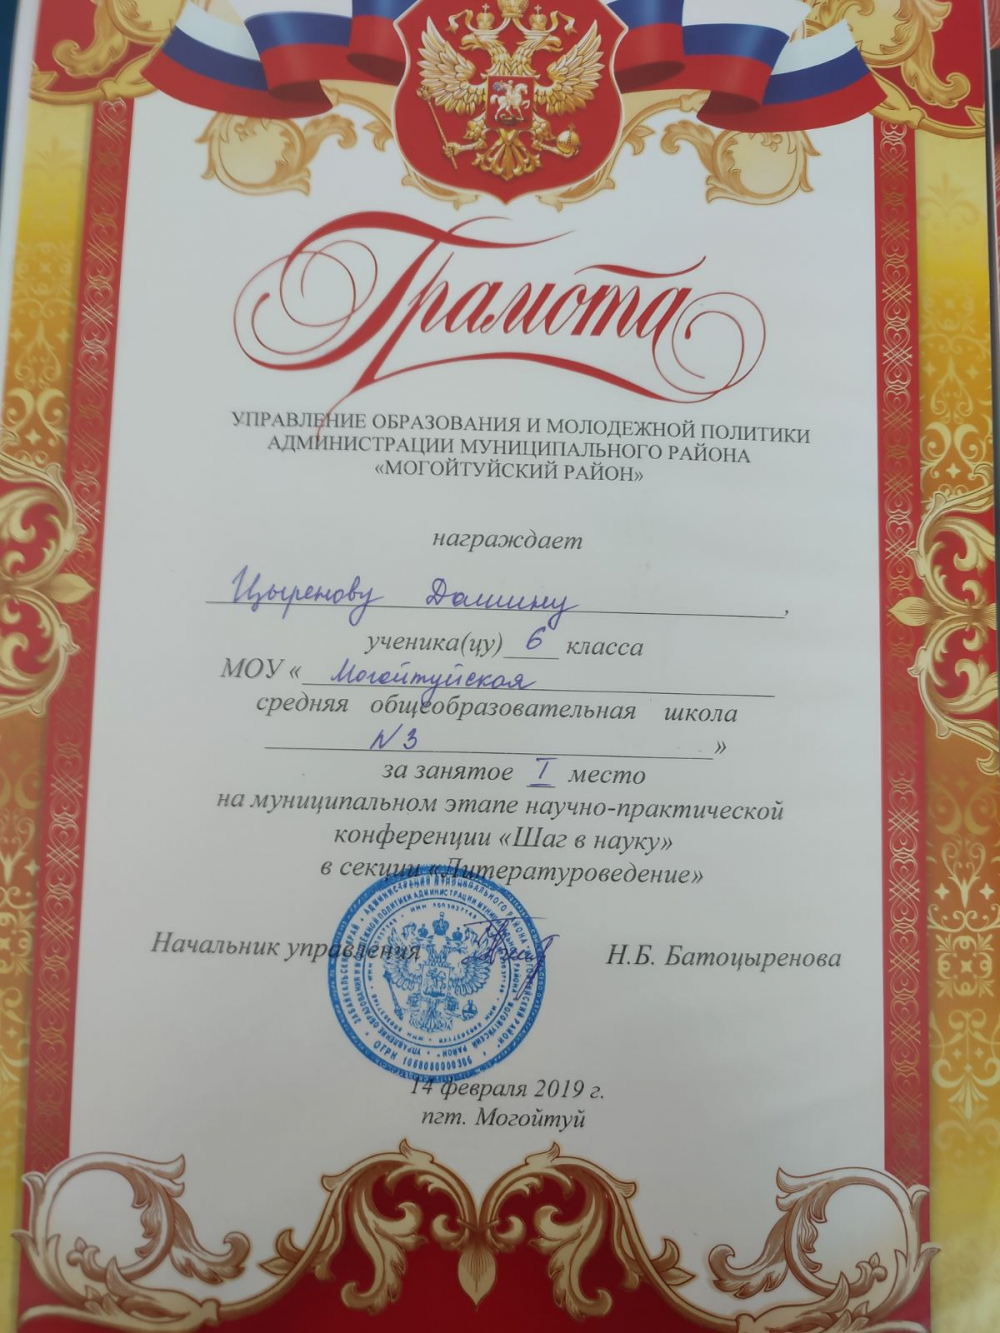 Грамота
УПРАВЛЕНИЕ ОБРАЗОВАНИЯ И МОЛОДЕЖНОЙ ПОЛИТИКИ
АДМИНИСТРАЦИИ МУНИЦИПАЛЬНОГО РАЙОНА
«МОГОЙТУЙСКИЙ РАЙОН»
награждает
Цыренову Дашиму,
ученика(цу) 6 класса
МОУ « Могойтуйская
средняя общеобразовательная школа
N3 »
за занятое I место
на муниципальном этапе научно-практической
конференции «Шаг в науку»
в секции «Литературоведение»
Начальник управления Н.Б. Батоцыренова
14 февраля 2019 г.
пгт. Могойтуй